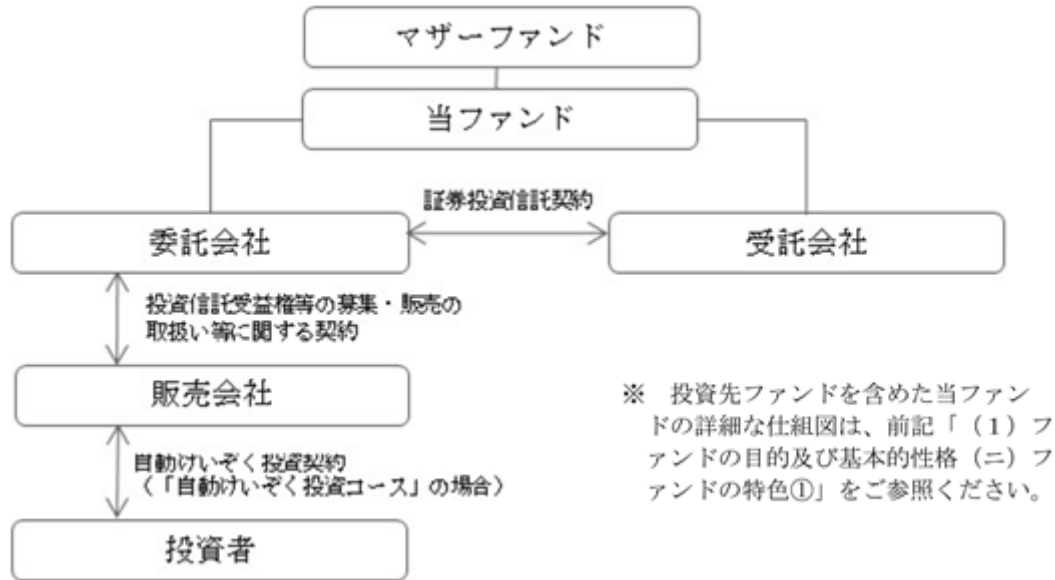 マザーファンド
当ファンド
証券投資信託契約
委託会社
受託会社
投資信託受益権等の募集・販売の
取扱い等に関する契約
販売会社
※　投資先ファンドを含めた当ファン
ドの詳細な仕組図は、前記「（1）フ
ァンドの目的及び基本的性格（ニ）フ
ァンドの特色①」をご参照ください。
自動けいぞく投資契約
（「自動けいぞく投資コース」の場合）
投資者